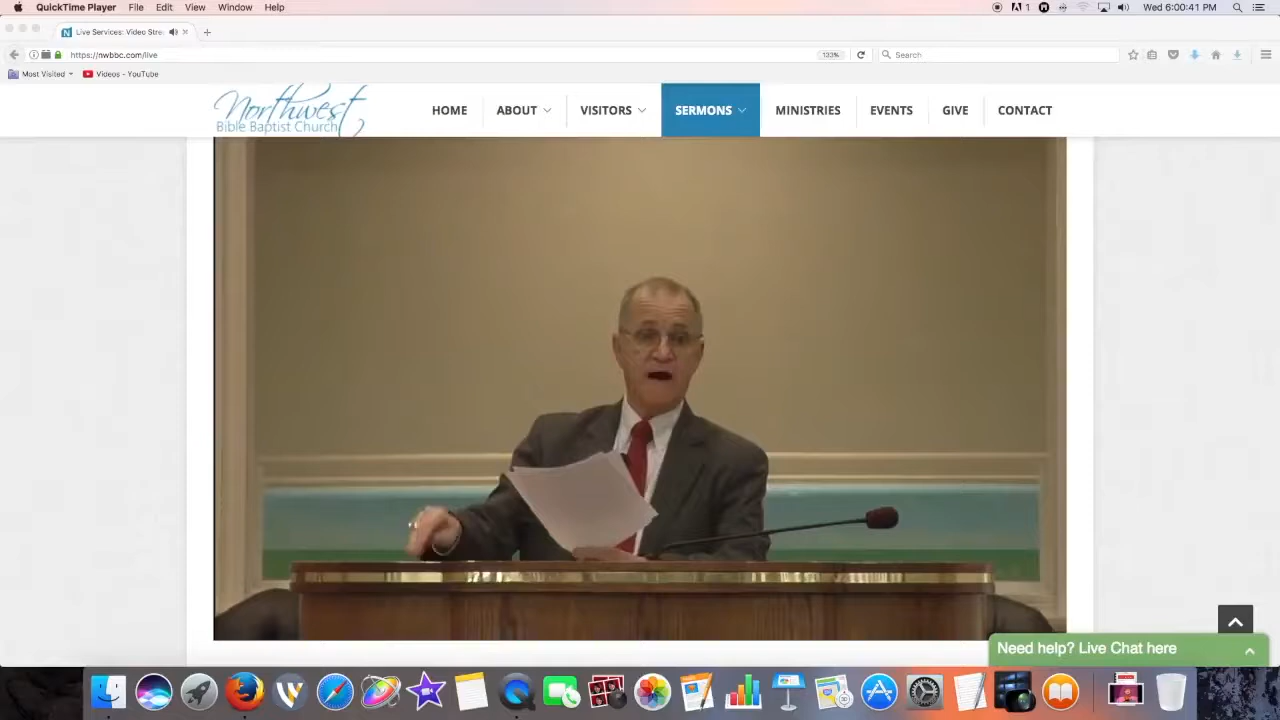 QuickTime Player File Edit View Window Help
1 Wed 6:00:41 PM
Live Services: Video Stre
https://nwbbc.com/live
133%
Search
Most Visited
Videos - YouTube
Northwest
Bible Baptist Church
HOME ABOUT VISITORS SERMONS MINISTRIES EVENTS GIVE CONTACT
Need help? Live Chat here